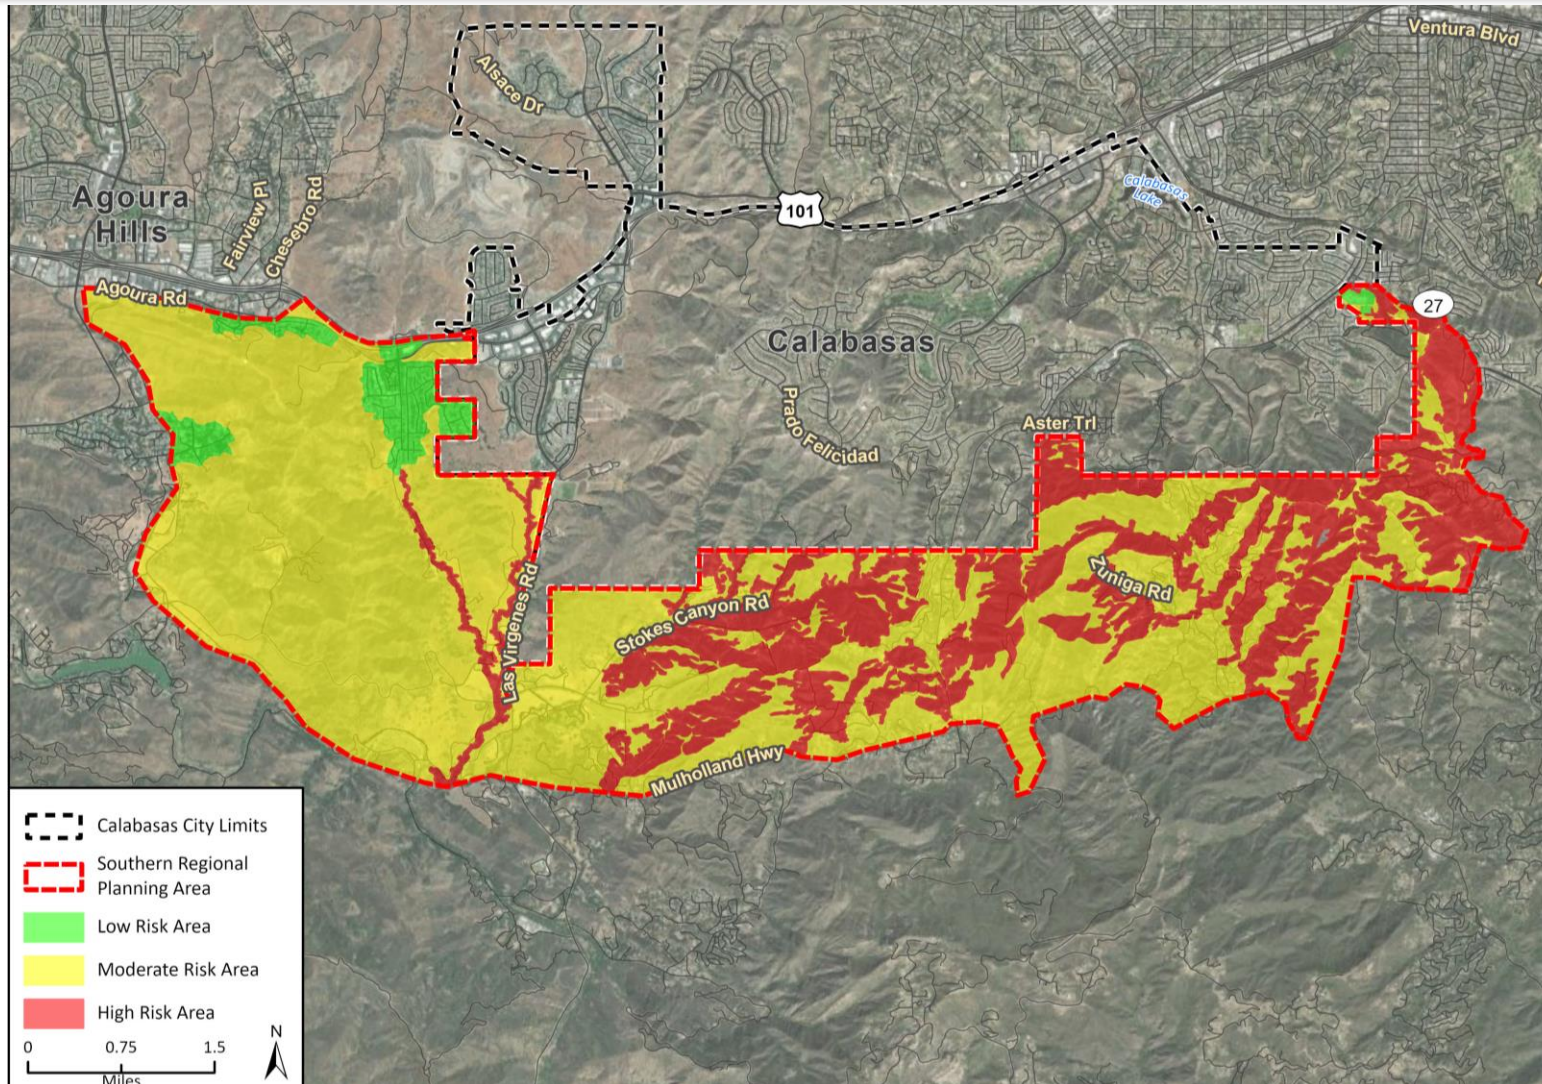 Ventura Blvd
Alsace Dr
Calabasas
Lake
Agoura
Hills
Fairview Pl
Chesebro Rd
101
Agoura Rd
27
Calabasas
Prado Felicidad
Aster Trl
Zuniga Rd
Las Virgenes Rd
Stokes Canyon Rd
Mulholland Hwy
Calabasas City Limits
Southern Regional
Planning Area
Low Risk Area
Moderate Risk Area
High Risk Area
N
0 0.75 1.5
Miles